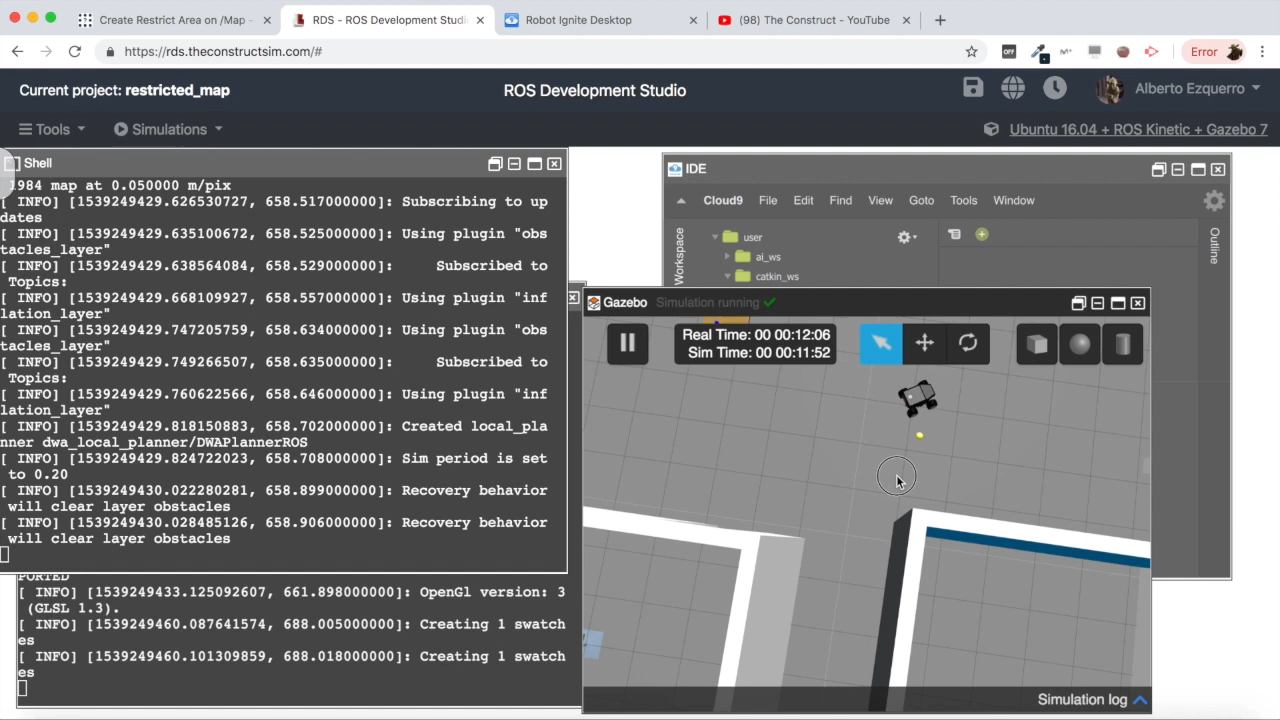 Create Restrict Area on /Map -
RDS - ROS Development Studi
Robot Ignite Desktop
(98) The Construct - YouTube
https://rds.theconstructsim.com/#
Error
Current project: restricted_map
ROS Development Studio
Alberto Ezquerro
Tools
Simulations
Ubuntu 16.04 + ROS Kinetic + Gazebo 7
Shell
1984 map at 0.050000 m/pix
[ INFO] [1539249429.626530727, 658.517000000]: Subscribing to up
dates
[ INFO] [1539249429.635100672, 658.525000000]: Using plugin "obs
tacles_layer"
[ INFO] [1539249429.638564084, 658.529000000]:     Subscribed to
Topics:
[ INFO] [1539249429.668109927, 658.557000000]: Using plugin "inf
lation_layer"
[ INFO] [1539249429.747205759, 658.634000000]: Using plugin "obs
tacles_layer"
[ INFO] [1539249429.749266507, 658.635000000]:     Subscribed to
Topics:
[ INFO] [1539249429.760622566, 658.646000000]: Using plugin "inf
lation_layer"
[ INFO] [1539249429.818150883, 658.702000000]: Created local_pla
nner dwa_local_planner/DWAPlannerROS
[ INFO] [1539249429.824722023, 658.708000000]: Sim period is set
to 0.20
[ INFO] [1539249430.022280281, 658.899000000]: Recovery behavior
will clear layer obstacles
[ INFO] [1539249430.028485126, 658.906000000]: Recovery behavior
will clear layer obstacles
PORTED
[ INFO] [1539249433.125092607, 661.898000000]: OpenGl version: 3
(GLSL 1.3).
[ INFO] [1539249460.087641574, 688.005000000]: Creating 1 swatch
es
[ INFO] [1539249460.101309859, 688.018000000]: Creating 1 swatch
es
IDE
Cloud9 File Edit Find View Goto Tools Window
Workspace
user
ai_ws
catkin_ws
Outline
Gazebo Simulation running
Real Time: 00 00:12:06
Sim Time: 00 00:11:52
Simulation log